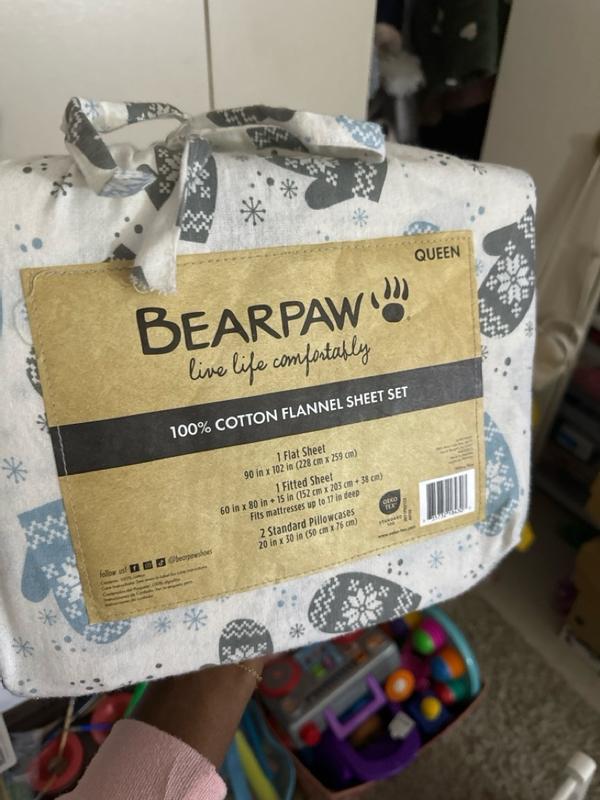 QUEEN
BEARPAW
live life comfortably
100% COTTON FLANNEL SHEET SET
1 Flat Sheet
90 in x 102 in (228 cm x 259 cm)
1 Fitted Sheet
60 in x 80 in + 15 in (152 cm x 203 cm + 38 cm)
Fits mattresses up to 17 in deep
2 Standard Pillowcases
20 in x 30 in (50 cm x 76 cm)
OEKO
TEX
STANDARD
follow us! @bearpawshoes